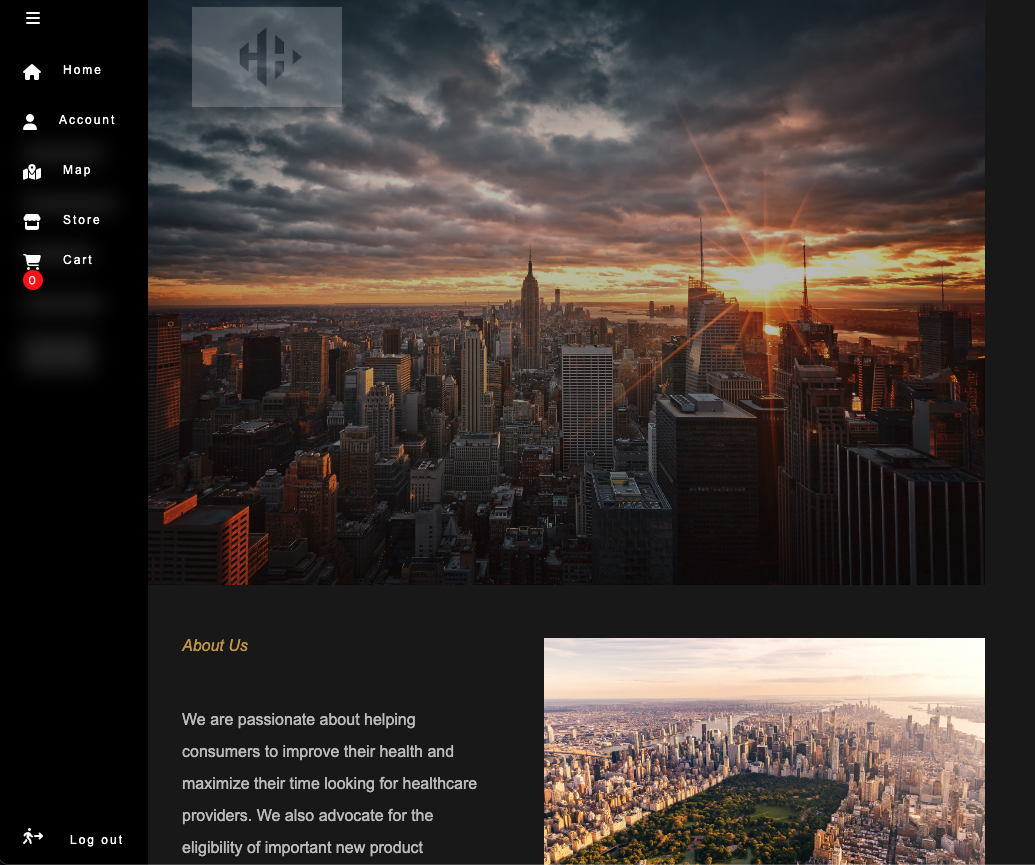 Home
Account
Map
Store
Cart
0
Log out
About Us
We are passionate about helping
consumers to improve their health and
maximize their time looking for healthcare
providers. We also advocate for the
eligibility of important new product